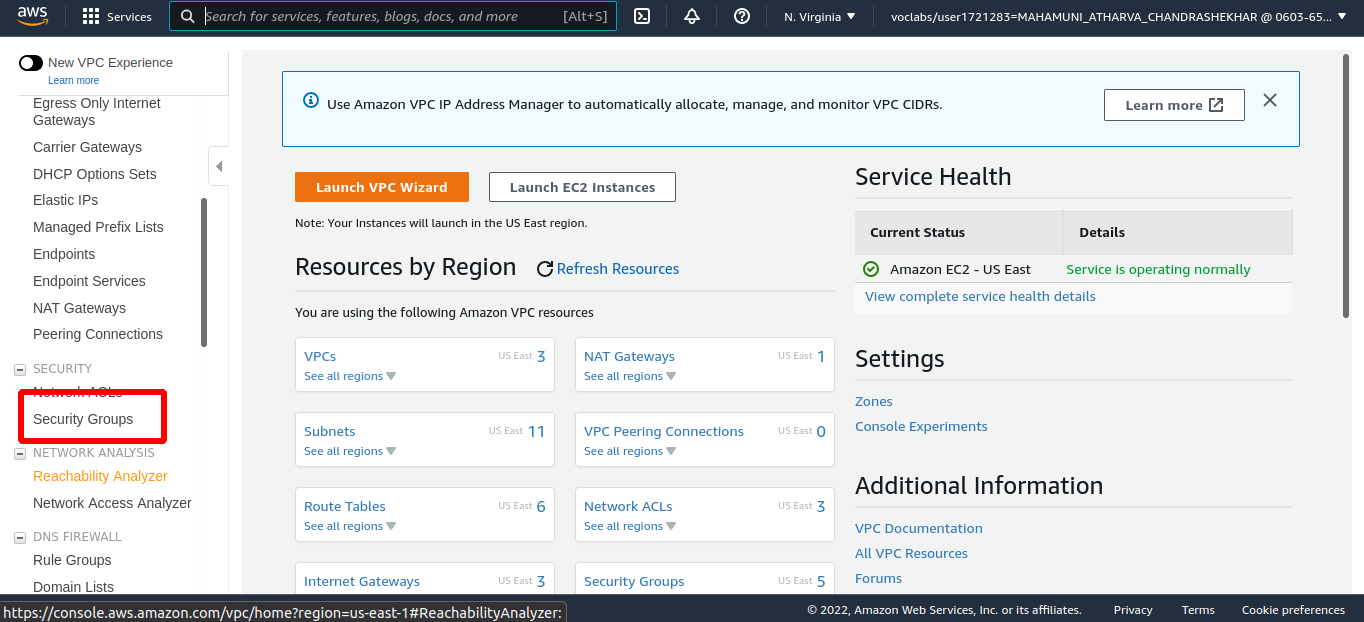 aws
Services
Search for services, features, blogs, docs, and more
[Alt+S]
N. Virginia
voclabs/user1721283=MAHAMUNI_ATHARVA_CHANDRASHEKHAR @ 0603-65...
New VPC Experience
Learn more
Egress Only Internet
Gateways
Carrier Gateways
DHCP Options Sets
Elastic IPs
Managed Prefix Lists
Endpoints
Endpoint Services
NAT Gateways
Peering Connections
SECURITY
Network ACLs
Security Groups
NETWORK ANALYSIS
Reachability Analyzer
Network Access Analyzer
DNS FIREWALL
Rule Groups
Domain Lists
Use Amazon VPC IP Address Manager to automatically allocate, manage, and monitor VPC CIDRs.
Learn more
Launch VPC Wizard
Launch EC2 Instances
Note: Your Instances will launch in the US East region.
Resources by Region
Refresh Resources
You are using the following Amazon VPC resources
VPCs US East 3
See all regions
NAT Gateways US East 1
See all regions
Subnets US East 11
See all regions
VPC Peering Connections US East 0
See all regions
Route Tables US East 6
See all regions
Network ACLs US East 3
See all regions
Internet Gateways US East 3
Security Groups US East 5
Service Health
Current Status Details
Amazon EC2 - US East Service is operating normally
View complete service health details
Settings
Zones
Console Experiments
Additional Information
VPC Documentation
All VPC Resources
Forums
https://console.aws.amazon.com/vpc/home?region=us-east-1#ReachabilityAnalyzer:
© 2022, Amazon Web Services, Inc. or its affiliates.
Privacy
Terms
Cookie preferences